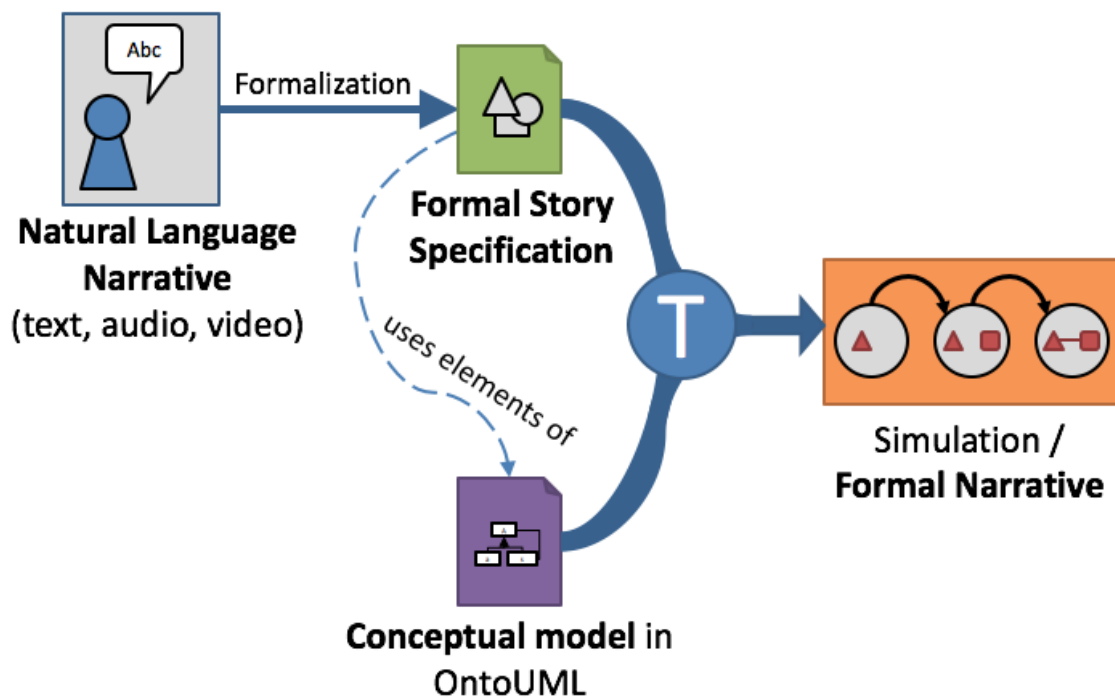 Abc
Formalization
Natural Language
Narrative
(text, audio, video)
Formal Story
Specification
uses elements of
T
Simulation /
Formal Narrative
Conceptual model in
OntoUML